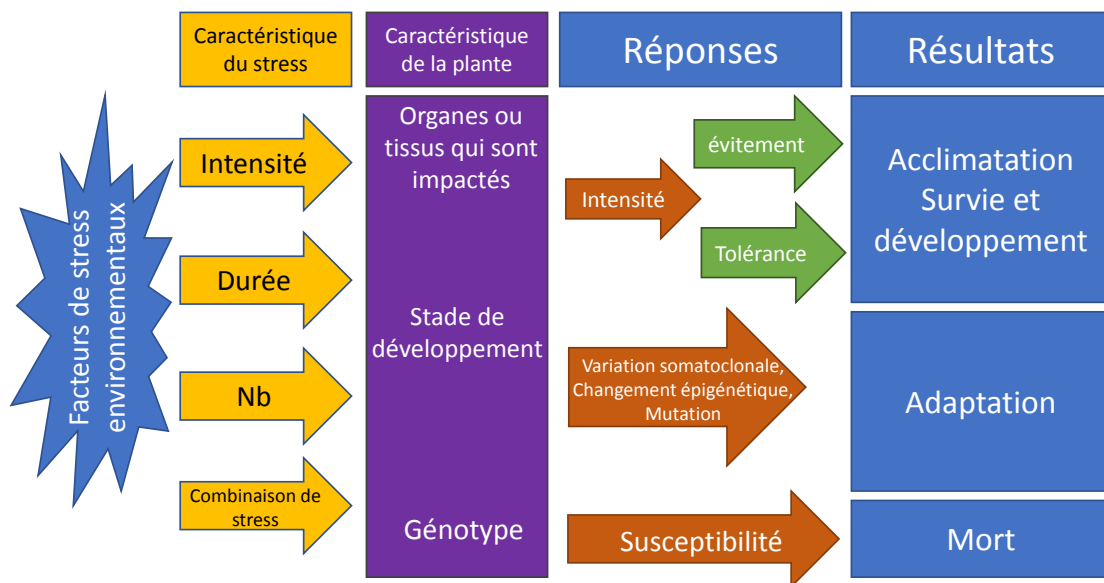 Caractéristique
du stress
Caractéristique
de la plante
Réponses
Résultats
Facteurs de stress
environnementaux
Intensité
Durée
Nb
Combinaison de
stress
Organes ou
tissus qui sont
impactés
Stade de
développement
Génotype
Intensité
évitement
Tolérance
Variation somatoclonale,
Changement épigénétique,
Mutation
Susceptibilité
Acclimatation
Survie et
développement
Adaptation
Mort